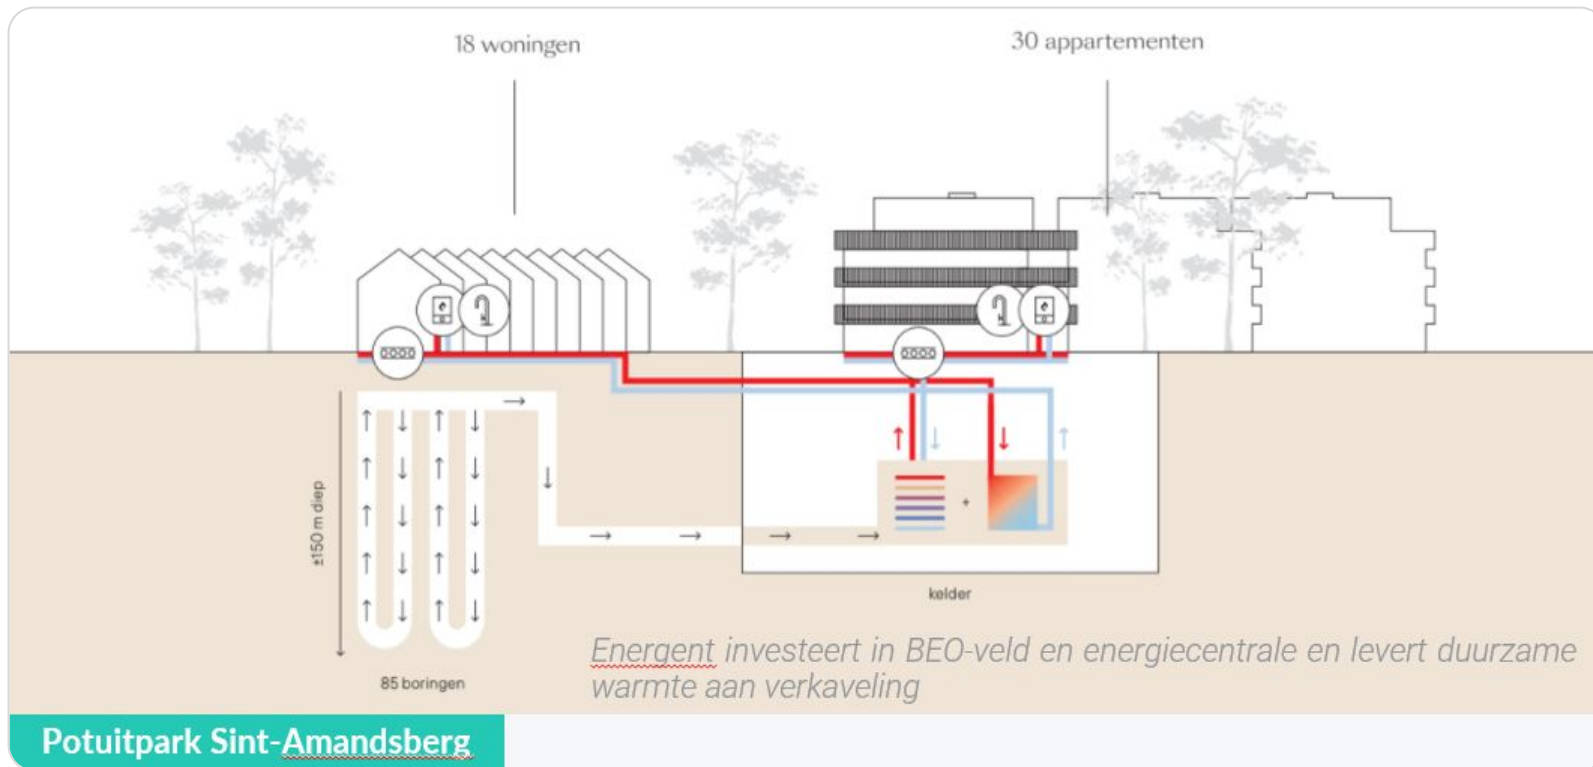 18 woningen
30 appartementen
±150 m diep
85 boringen
kelder
Energent investeert in BEO-veld en energiecentrale en levert duurzame
warmte aan verkaveling
Potuitpark Sint-Amandsberg